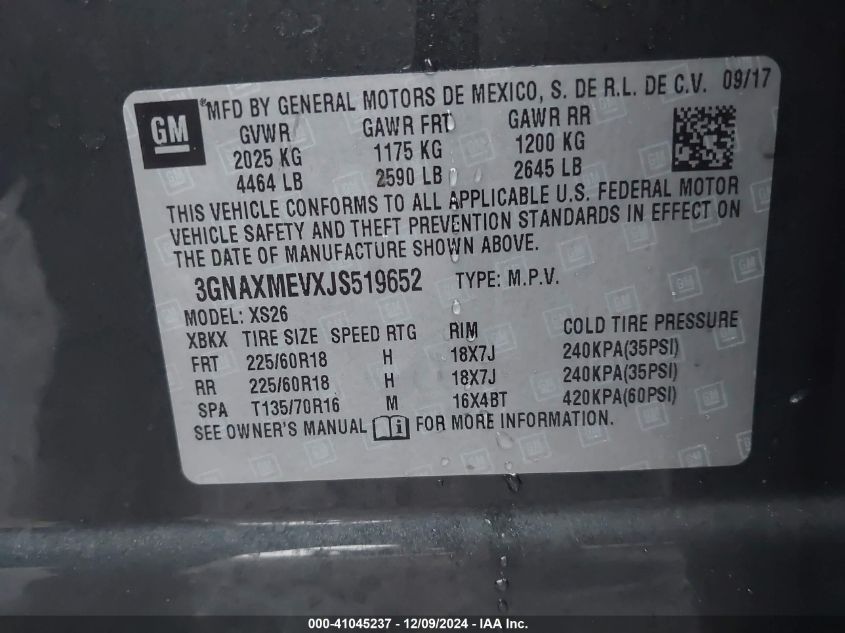 GM
®MFD BY GENERAL MOTORS DE MEXICO, S. DE R.L. DE C.V. 09/17
GVWR GAWR FRT GAWR RR
2025 KG 1175 KG 1200 KG
4464 LB 2590 LB 2645 LB
THIS VEHICLE CONFORMS TO ALL APPLICABLE U.S. FEDERAL MOTOR
VEHICLE SAFETY AND THEFT PREVENTION STANDARDS IN EFFECT ON
THE DATE OF MANUFACTURE SHOWN ABOVE.
3GNAXMEVXJS519652 TYPE: M.P.V.
MODEL: XS26
XBKX TIRE SIZE SPEED RTG RIM COLD TIRE PRESSURE
FRT 225/60R18 H 18X7J 240KPA(35PSI)
RR 225/60R18 H 18X7J 240KPA(35PSI)
SPA T135/70R16 M 16X4BT 420KPA(60PSI)
SEE OWNER'S MANUAL i FOR MORE INFORMATION.
000-41045237 - 12/09/2024 - IAA Inc.